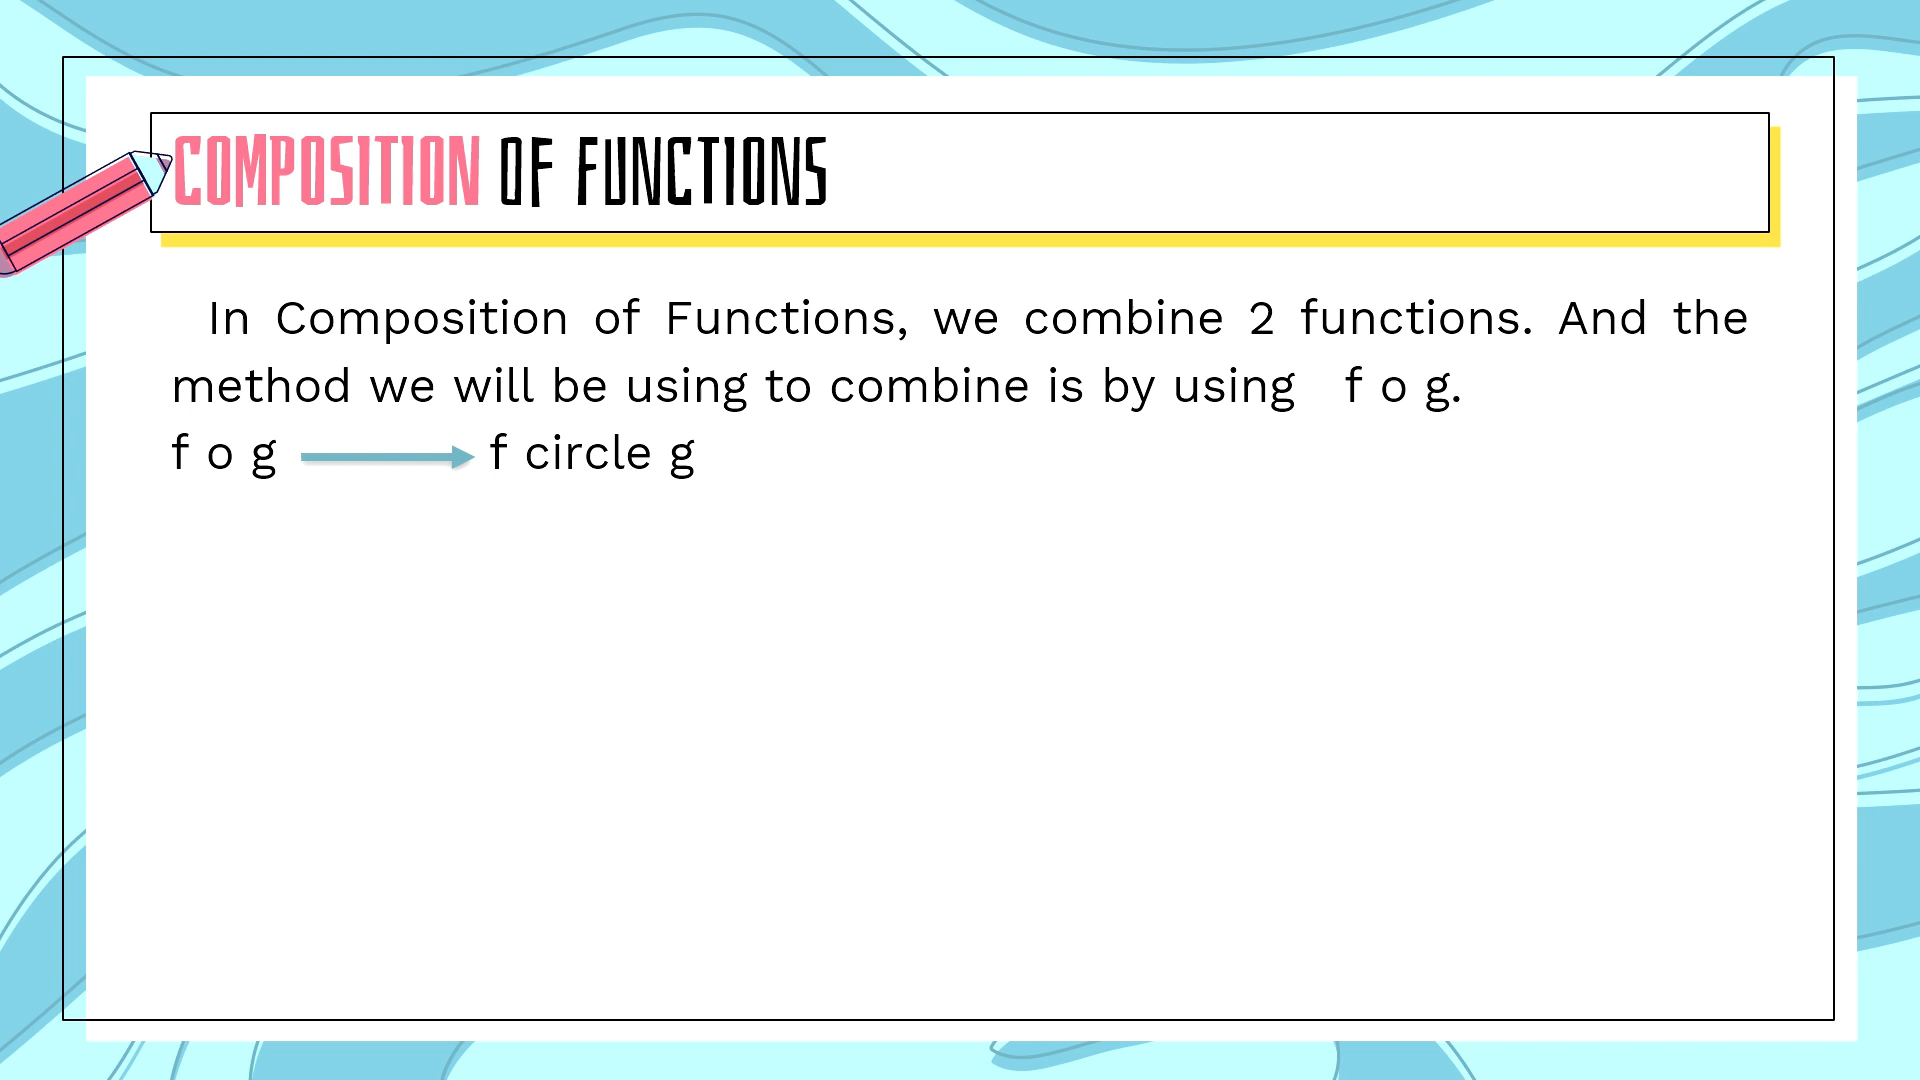 COMPOSITION OF FUNCTIONS
In Composition of Functions, we combine 2 functions. And the
method we will be using to combine is by using f o g.
f o g f circle g